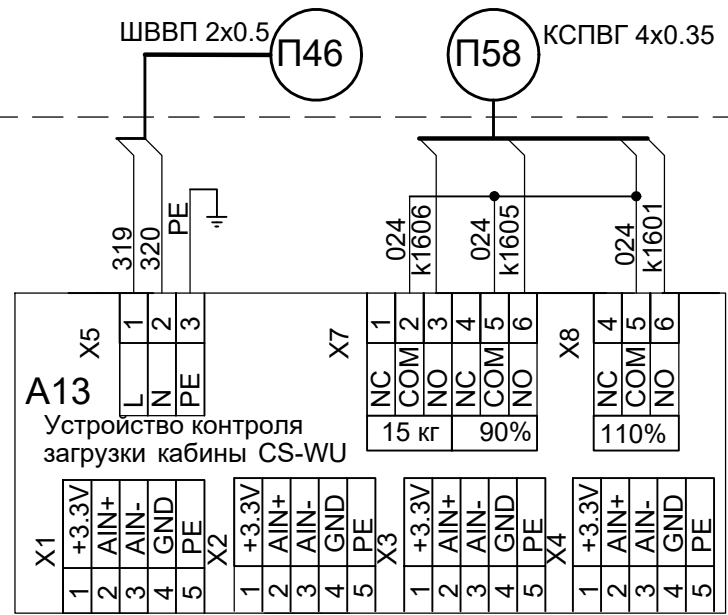 ШВВП 2x0.5
П46
П58
КСПВГ 4x0.35
319
320
PE
024
k1606
024
k1605
024
k1601
X5
1
2
3
L
N
PE
X7
1
2
3
4
5
6
NC
COM
NO
NC
COM
NO
15 кг
90%
X8
4
5
6
NC
COM
NO
110%
A13
Устройство контроля
загрузки кабины CS-WU
X1
+3.3V
AIN+
AIN-
GND
PE
1
2
3
4
5
X2
+3.3V
AIN+
AIN-
GND
PE
1
2
3
4
5
X3
+3.3V
AIN+
AIN-
GND
PE
1
2
3
4
5
X4
+3.3V
AIN+
AIN-
GND
PE
1
2
3
4
5